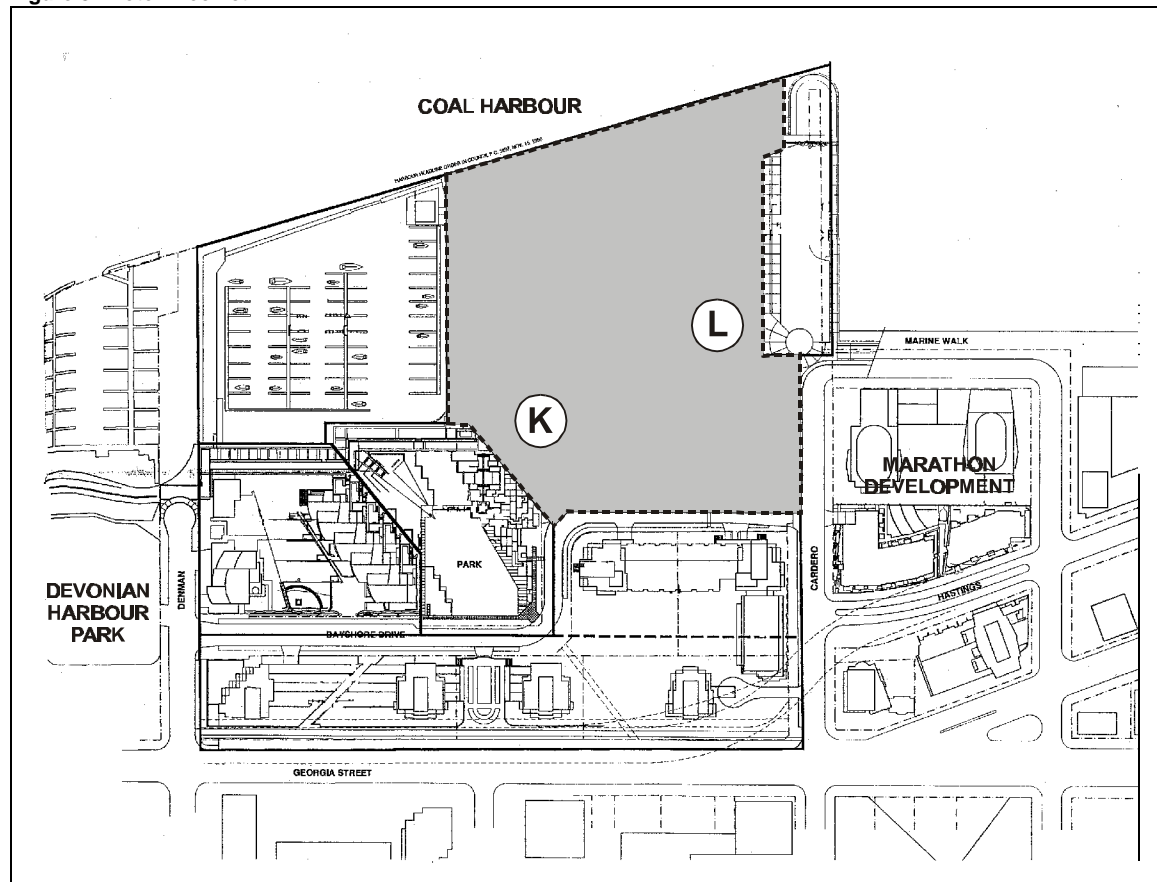 COAL HARBOUR
L
MARINE WALK
K
MARATHON
DEVELOPMENT
PARK
DEVONIAN
HARBOUR
PARK
DENMAN
CARDERO
HASTINGS
BAYSHORE DRIVE
GEORGIA STREET